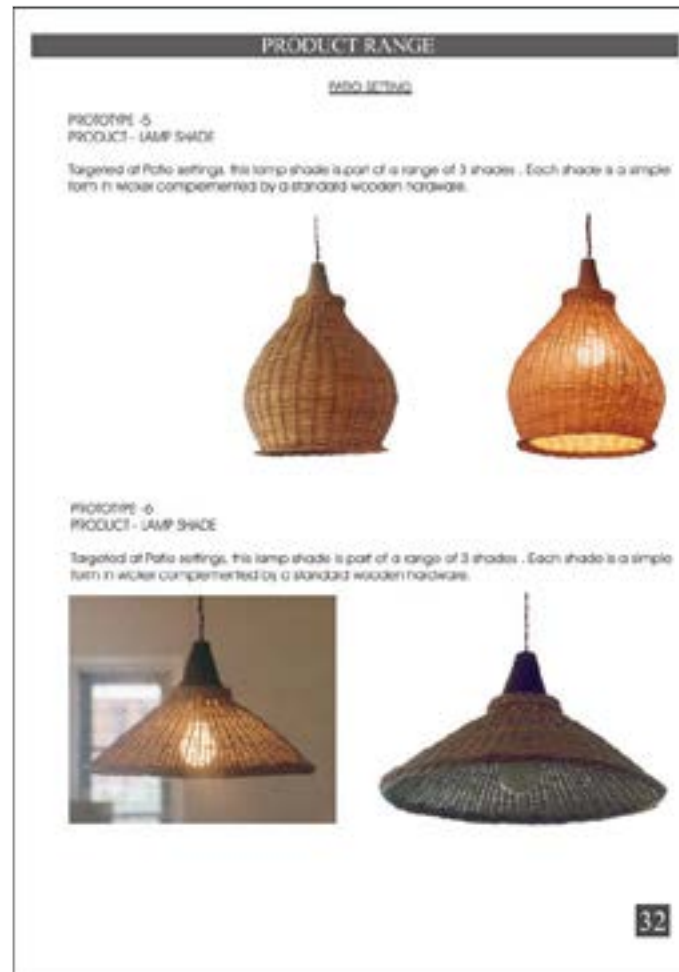 PRODUCT RANGE
PATIO SETTING
PROTOTYPE -5
PRODUCT - LAMP SHADE
Targeted at Patio settings, this lamp shade is part of a range of 3 shades . Each shade is a simple
form in wicker complemented by a standard wooden hardware.
PROTOTYPE -6
PRODUCT - LAMP SHADE
Targeted at Patio settings, this lamp shade is part of a range of 3 shades . Each shade is a simple
form in wicker complemented by a standard wooden hardware.
32